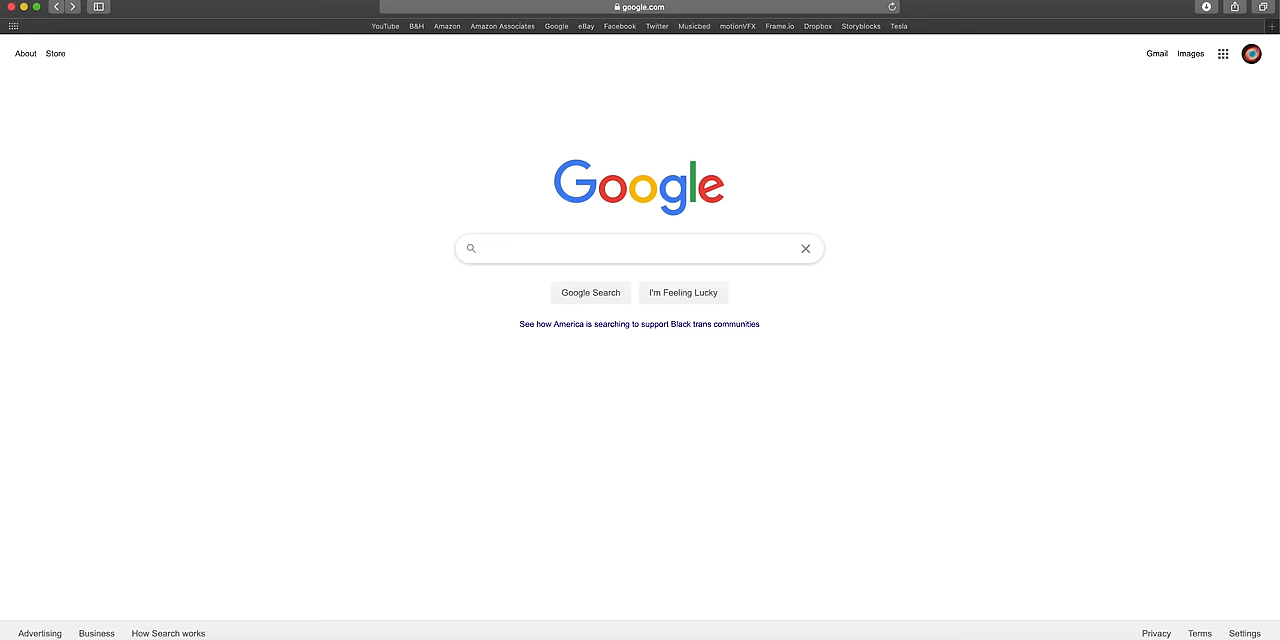 google.com
YouTube B&H Amazon Amazon Associates Google eBay Facebook Twitter Musicbed motionVFX Frame.io Dropbox Storyblocks Tesla
About Store Gmail Images
Google
Google Search I'm Feeling Lucky
See how America is searching to support Black trans communities
Advertising Business How Search works Privacy Terms Settings